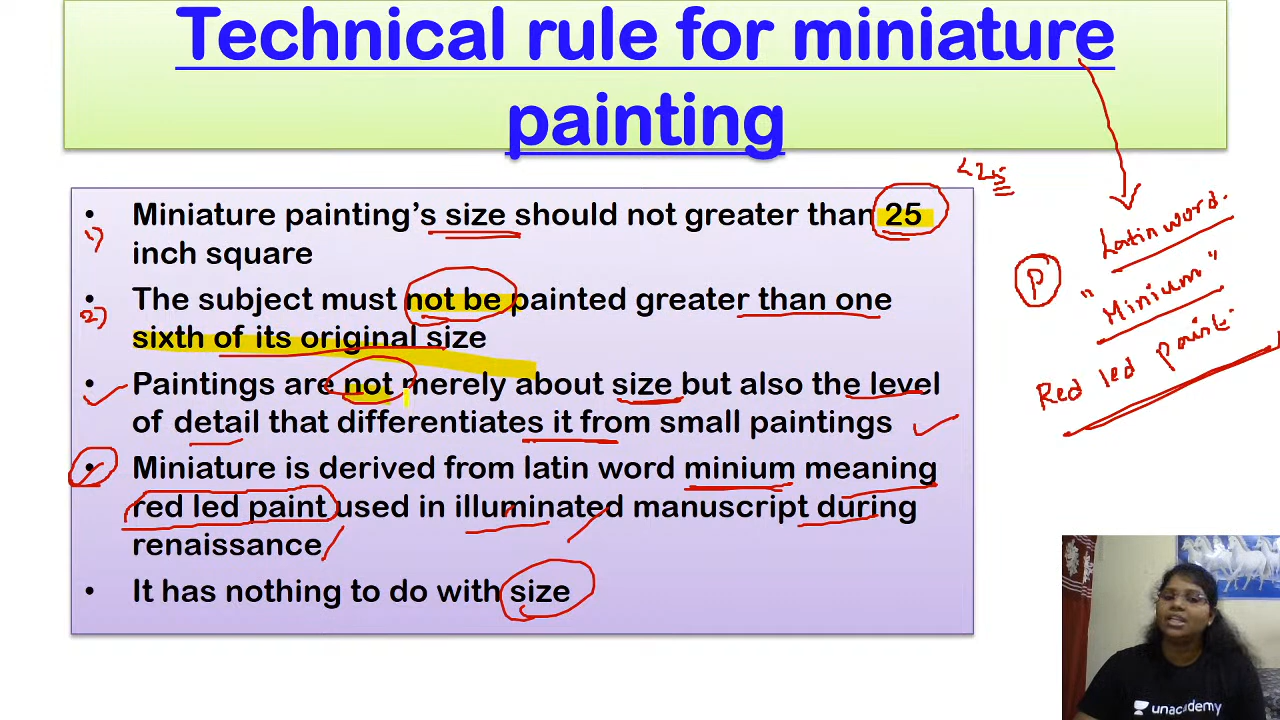 Technical rule for miniature
painting
<25
• Miniature painting's size should not greater than 25
1)
inch square
• The subject must not be painted greater than one
2)
sixth of its original size
• Paintings are not merely about size but also the level
of detail that differentiates it from small paintings
• Miniature is derived from latin word minium meaning
red led paint used in illuminated manuscript during
renaissance
• It has nothing to do with size
Latin word.
P
"Minium"
Red led paint
unacademy